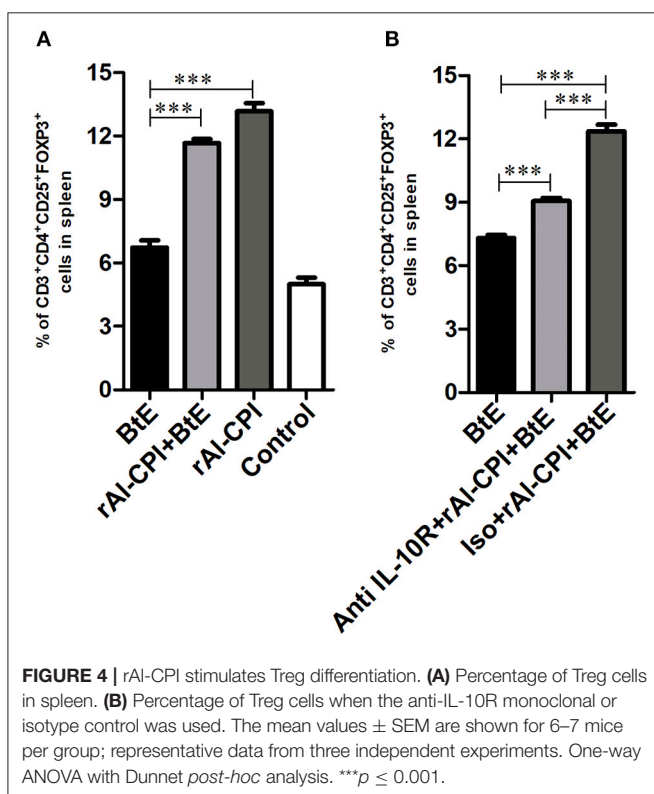 A
% of CD3⁺CD4⁺CD25⁺FOXP3⁺
cells in spleen
15
12
9
6
3
0
***
***
BtE
rAl-CPI+BtE
rAl-CPI
Control
B
% of CD3⁺CD4⁺CD25⁺FOXP3⁺
cells in spleen
15
12
9
6
3
0
***
***
***
BtE
Anti IL-10R+rAl-CPI+BtE
Iso+rAl-CPI+BtE
FIGURE 4 | rAl-CPI stimulates Treg differentiation. (A) Percentage of Treg cells
in spleen. (B) Percentage of Treg cells when the anti-IL-10R monoclonal or
isotype control was used. The mean values ± SEM are shown for 6–7 mice
per group; representative data from three independent experiments. One-way
ANOVA with Dunnet post-hoc analysis. ***p ≤ 0.001.